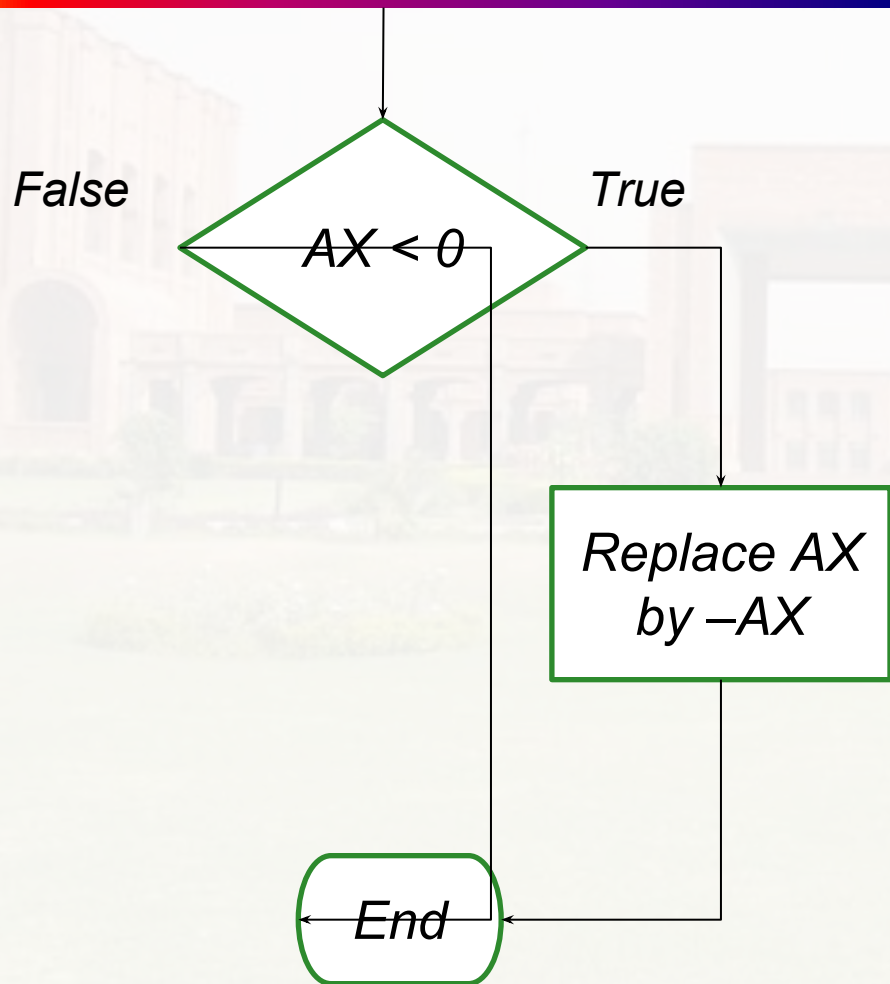 False
True
AX < 0
Replace AX
by –AX
End